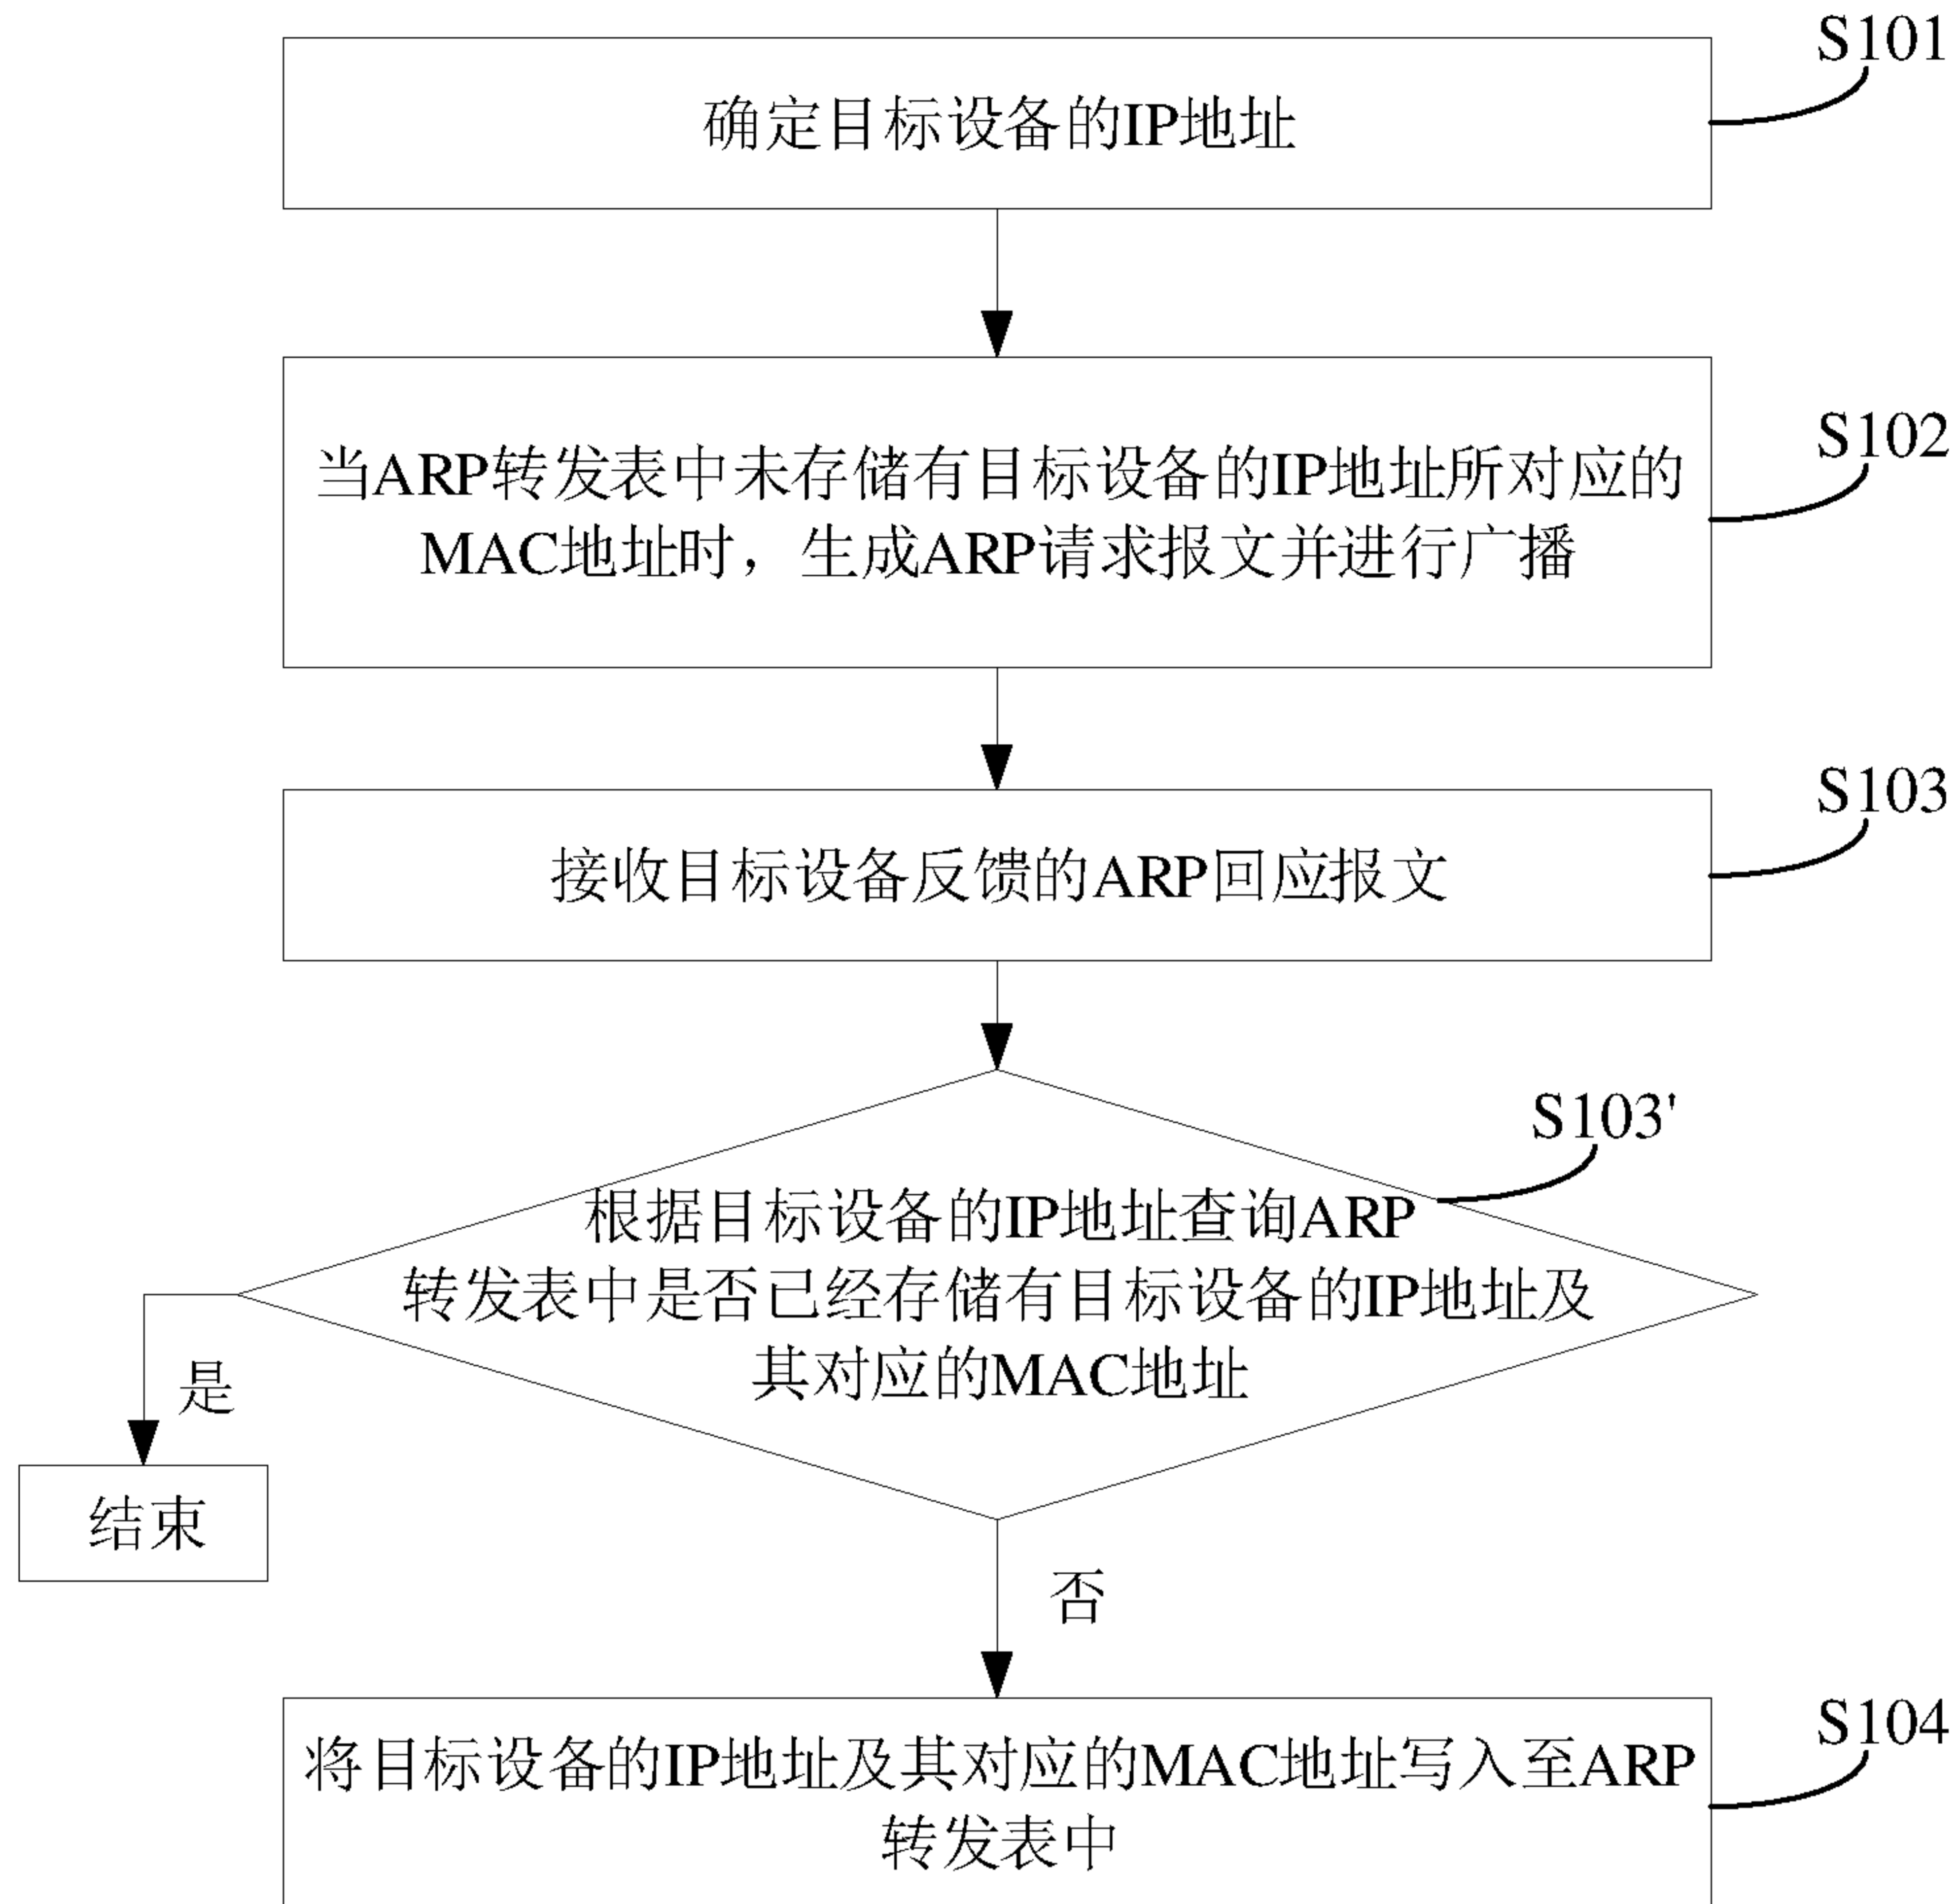 S101
确定目标设备的IP地址
S102
当ARP转发表中未存储有目标设备的IP地址所对应的
MAC地址时，生成ARP请求报文并进行广播
S103
接收目标设备反馈的ARP回应报文
S103'
根据目标设备的IP地址查询ARP
转发表中是否已经存储有目标设备的IP地址及
其对应的MAC地址
是
结束
否
S104
将目标设备的IP地址及其对应的MAC地址写入至ARP
转发表中